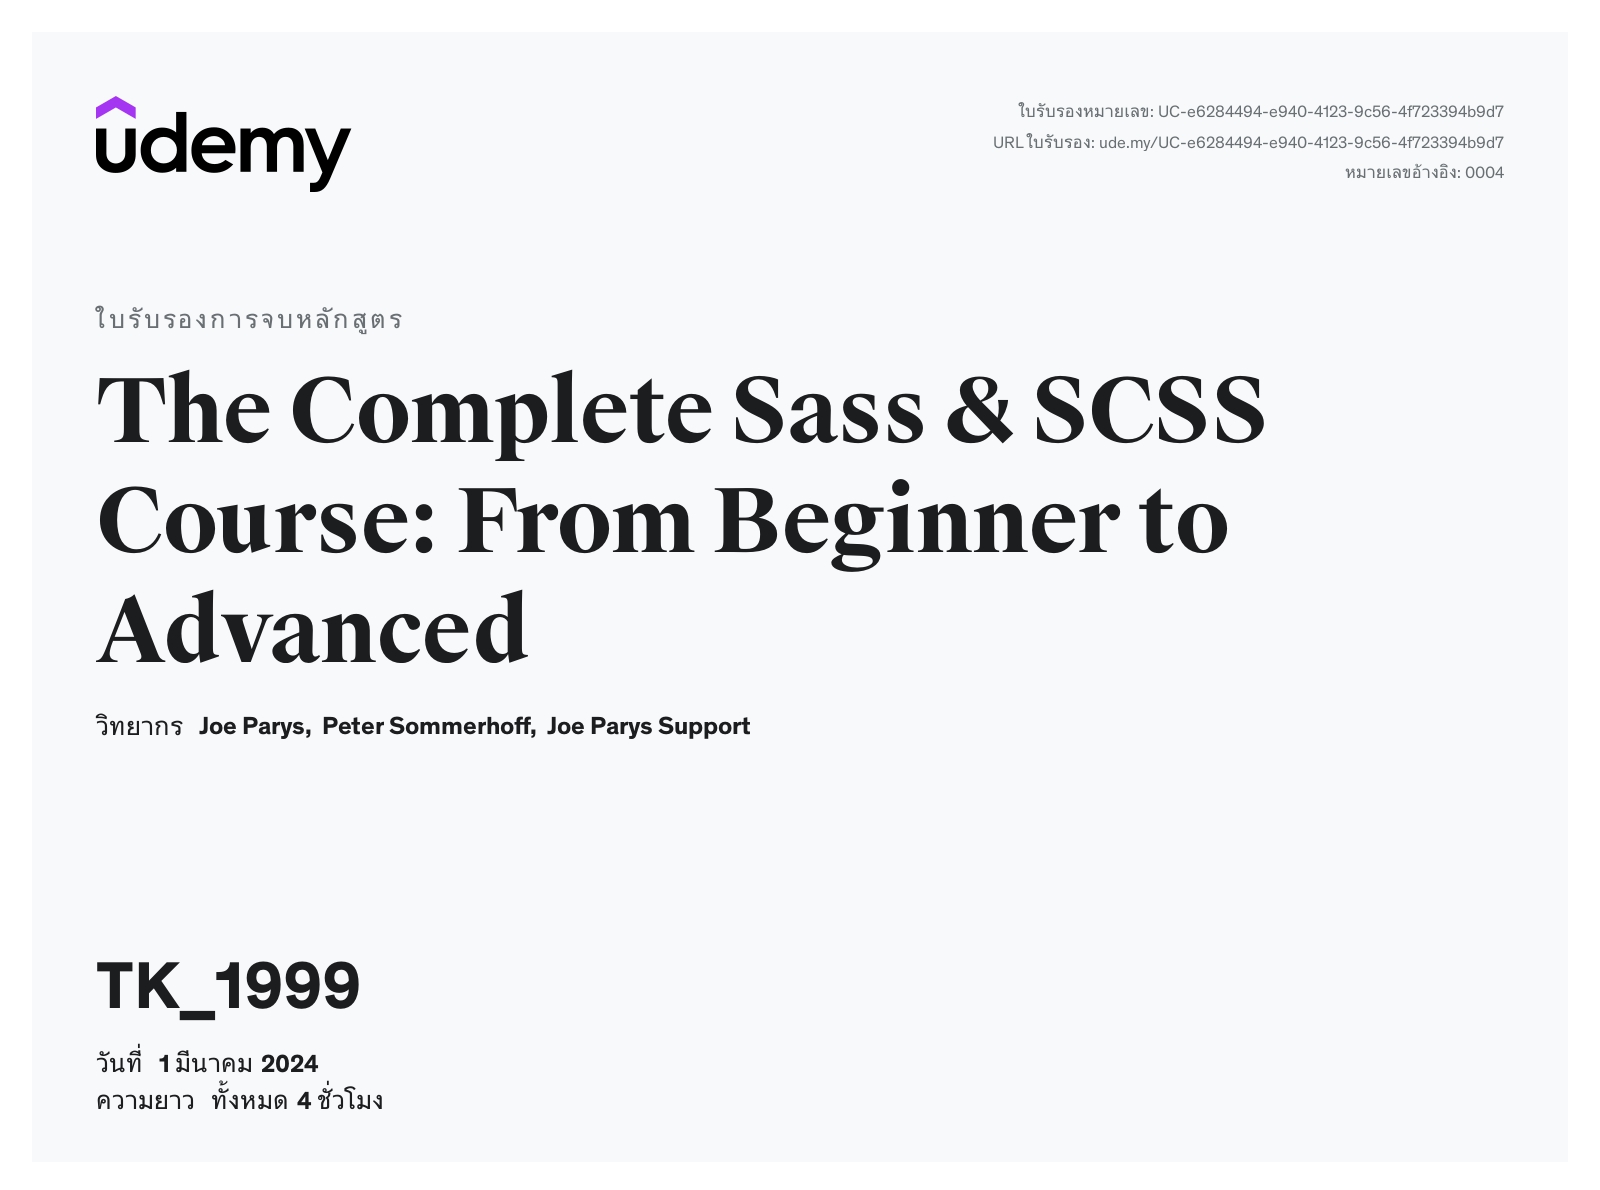 udemy
ใบรับรองหมายเลข: UC-e6284494-e940-4123-9c56-4f723394b9d7
URL ใบรับรอง: ude.my/UC-e6284494-e940-4123-9c56-4f723394b9d7
หมายเลขอ้างอิง: 0004
ใบรับรองการจบหลักสูตร
The Complete Sass & SCSS
Course: From Beginner to
Advanced
วิทยากร Joe Parys, Peter Sommerhoff, Joe Parys Support
TK_1999
วันที่ 1 มีนาคม 2024
ความยาว ทั้งหมด 4 ชั่วโมง